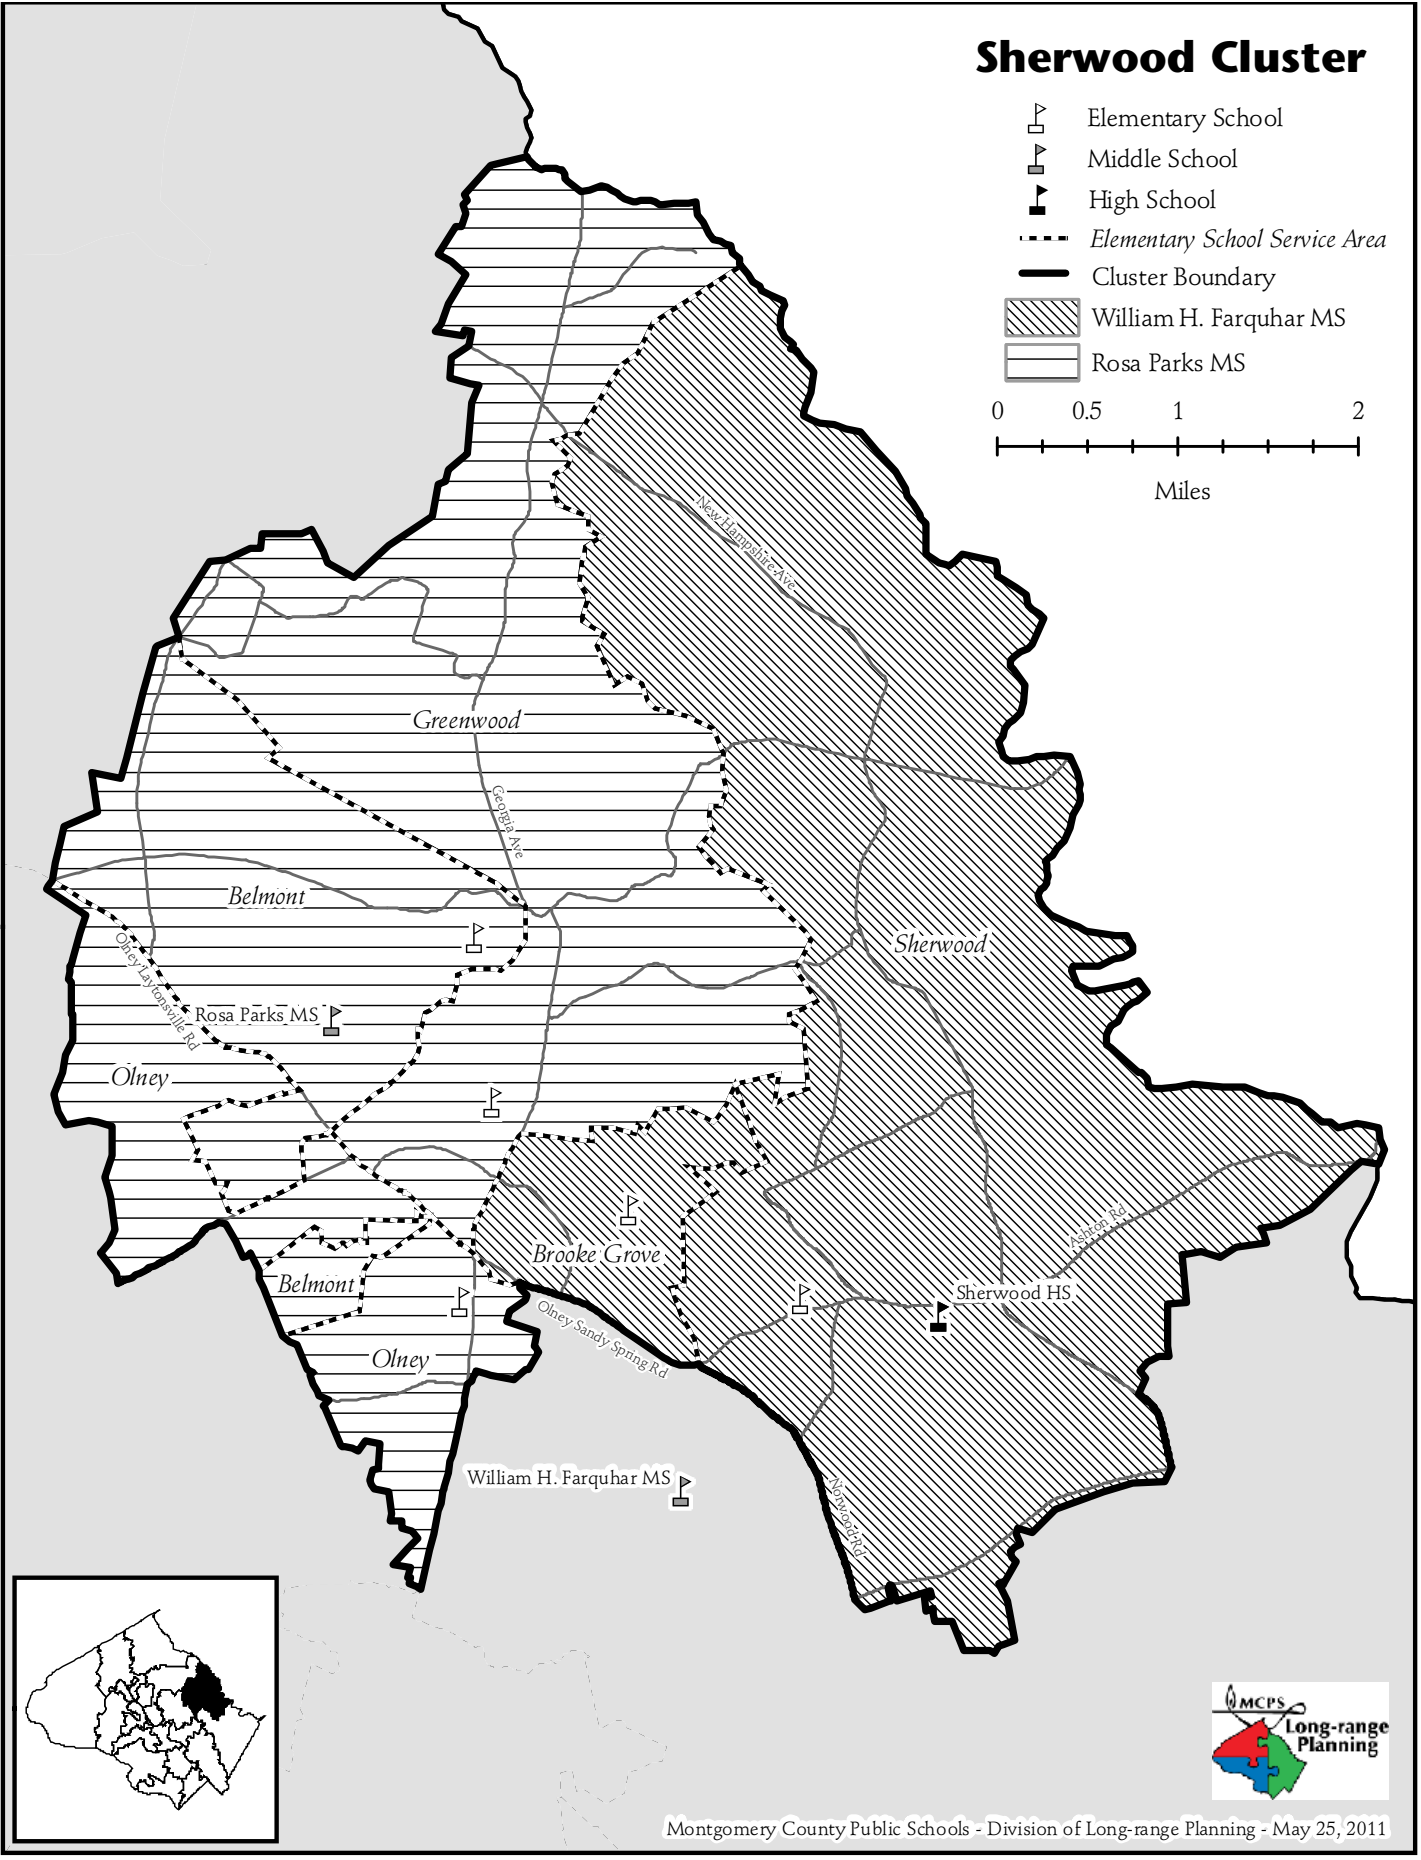 Sherwood Cluster
Elementary School
Middle School
High School
Elementary School Service Area
Cluster Boundary
William H. Farquhar MS
Rosa Parks MS
0 0.5 1 2
Miles
New Hampshire Ave
Greenwood
Georgia Ave
Belmont
Sherwood
Olney Laytonsville Rd
Rosa Parks MS
Olney
Ashton Rd
Brooke Grove
Belmont
Sherwood HS
Olney Sandy Spring Rd
Olney
William H. Farquhar MS
Norwood Rd
MCPS
Long-range
Planning
Montgomery County Public Schools - Division of Long-range Planning - May 25, 2011